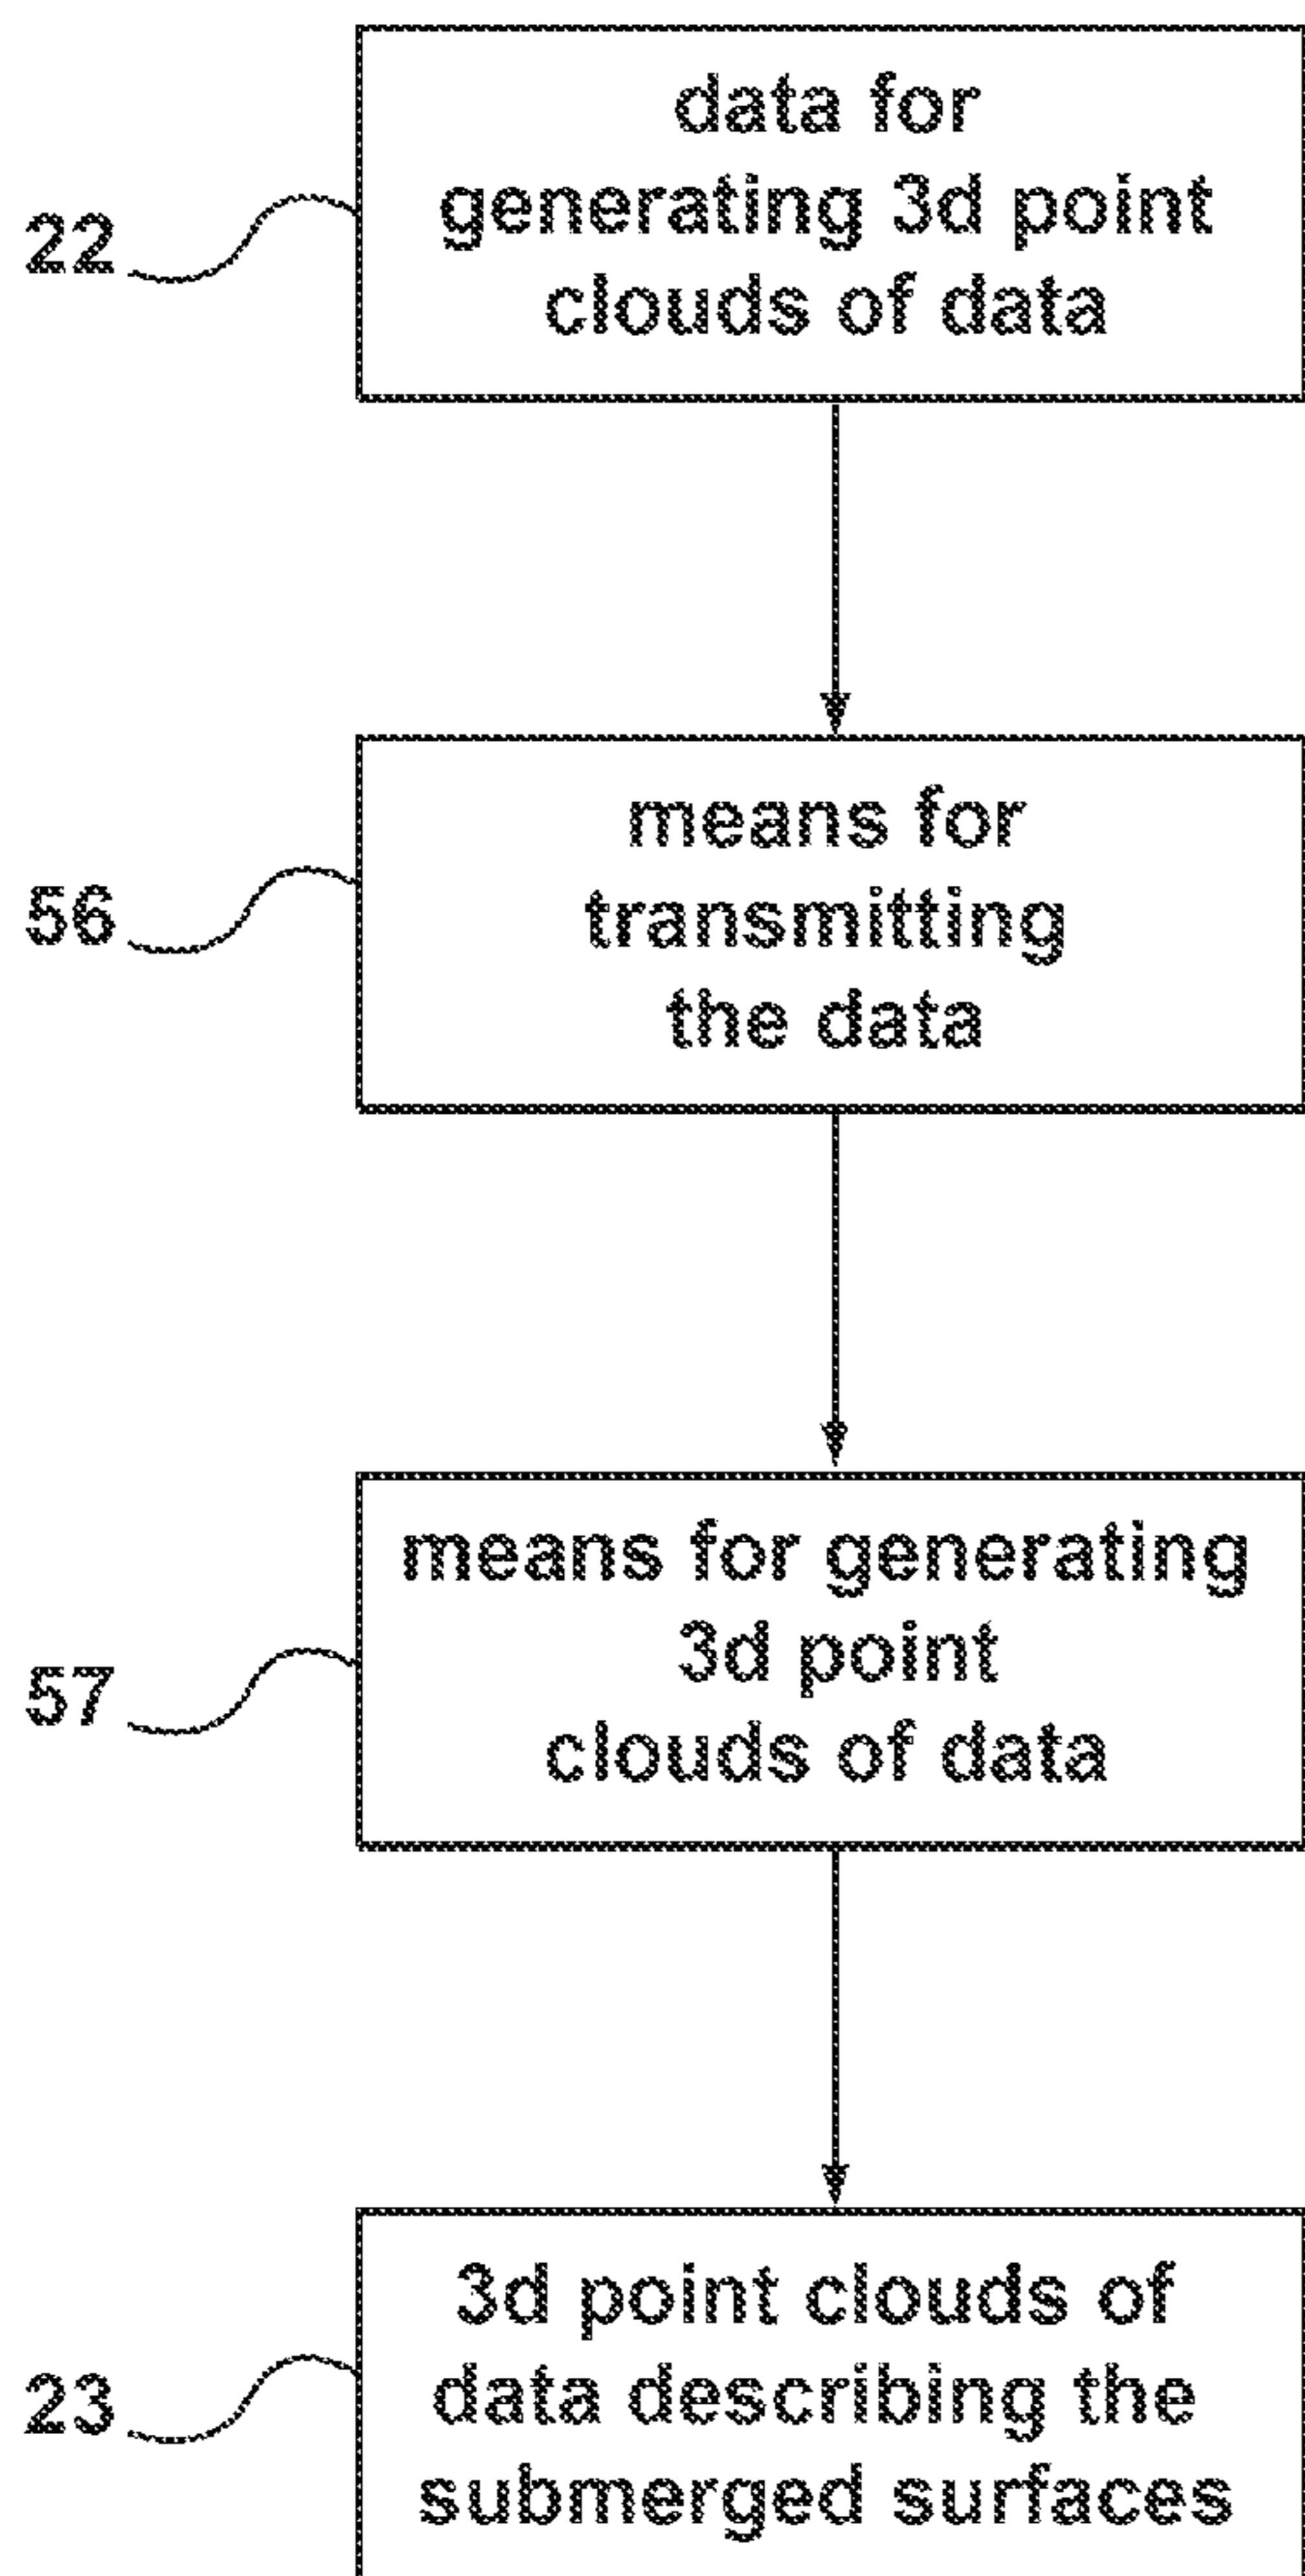 data for
generating 3d point
clouds of data
22
means for
transmitting
the data
56
means for generating
3d point
clouds of data
57
3d point clouds of
data describing the
submerged surfaces
23